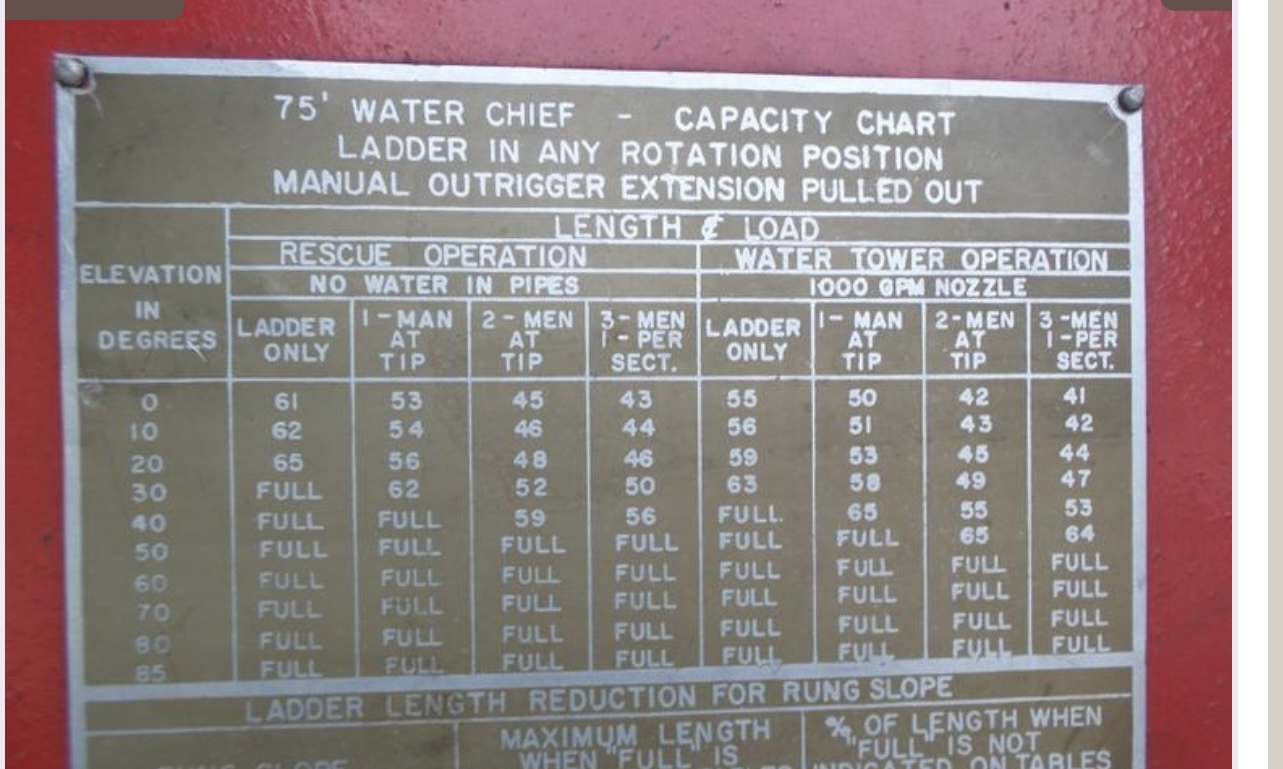 75' WATER CHIEF - CAPACITY CHART
LADDER IN ANY ROTATION POSITION
MANUAL OUTRIGGER EXTENSION PULLED OUT
LENGTH & LOAD
RESCUE OPERATION WATER TOWER OPERATION
NO WATER IN PIPES 1000 GPM NOZZLE
ELEVATION
IN
DEGREES
LADDER ONLY 1-MAN AT TIP 2-MEN AT TIP 3-MEN 1-PER SECT. LADDER ONLY 1-MAN AT TIP 2-MEN AT TIP 3-MEN 1-PER SECT.
0 61 53 45 43 55 50 42 41
10 62 54 46 44 56 51 43 42
20 65 56 48 46 59 53 45 44
30 FULL 62 52 50 63 58 49 47
40 FULL FULL 59 56 FULL 65 55 53
50 FULL FULL FULL FULL FULL FULL 65 64
60 FULL FULL FULL FULL FULL FULL FULL FULL
70 FULL FULL FULL FULL FULL FULL FULL FULL
80 FULL FULL FULL FULL FULL FULL FULL FULL
85 FULL FULL FULL FULL FULL FULL FULL FULL
LADDER LENGTH REDUCTION FOR RUNG SLOPE
MAXIMUM LENGTH
WHEN "FULL" IS
% OF LENGTH WHEN
"FULL" IS NOT
INDICATED ON TABLES